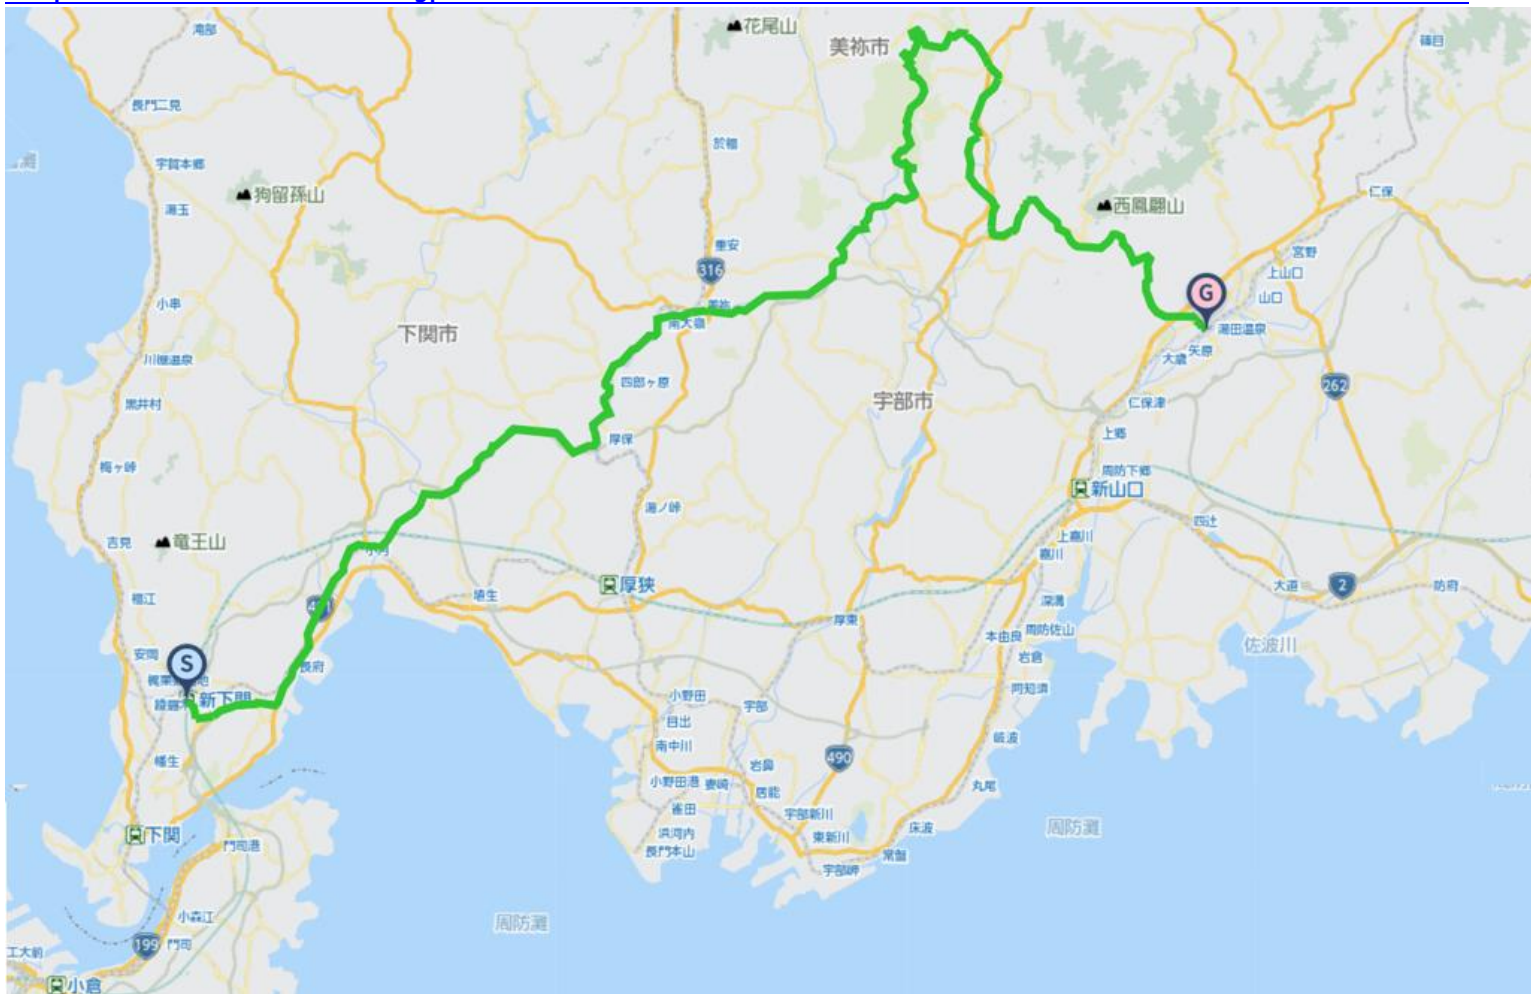 滝部
花尾山
美祢市
篠目
長門二見
於福
宇賀本郷
狗留孫山
湯玉
西鳳翩山
仁保
重安
316
宮野
上山口
G
山口
小串
美祢
南大嶺
下関市
湯田温泉
川棚温泉
矢原
大歳
四郎ヶ原
262
黒井村
宇部市
仁保津
厚保
上郷
梅ヶ峠
周防下郷
新山口
湯ノ峠
四辻
吉見
竜王山
上嘉川
嘉川
福江
厚狭
埴生
大道
2
防府
深溝
厚東
本由良
周防佐山
佐波川
安岡
S
長府
岩倉
新下関
小野田
阿知須
宇部
目出
岐波
南中川
490
幡生
岩鼻
小野田港
妻崎
居能
丸尾
雀田
宇部新川
床波
周防灘
下関
浜河内
東新川
門司港
長門本山
常盤
宇部岬
小森江
周防灘
199
門司
工大前
小倉